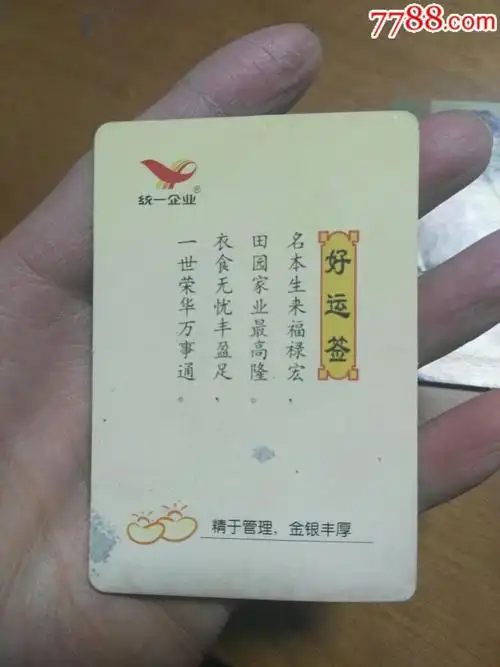 7788.com
统一企业®
好运签
名本生来福禄宏，
田园家业最高隆。
衣食无忧丰盈足，
一世荣华万事通。
精于管理，金银丰厚